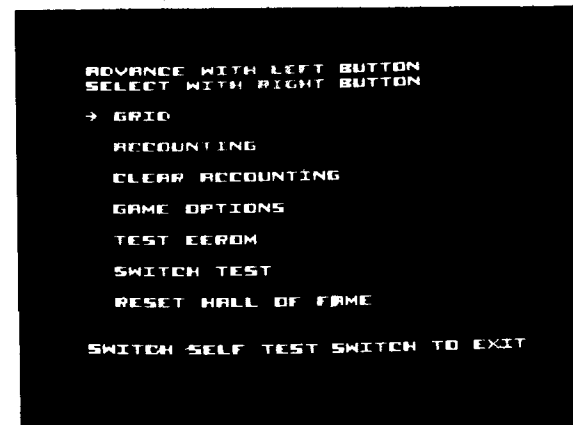 ADVANCE WITH LEFT BUTTON
SELECT WITH RIGHT BUTTON
→ GRID
ACCOUNTING
CLEAR ACCOUNTING
GAME OPTIONS
TEST EEROM
SWITCH TEST
RESET HALL OF FAME
SWITCH SELF TEST SWITCH TO EXIT